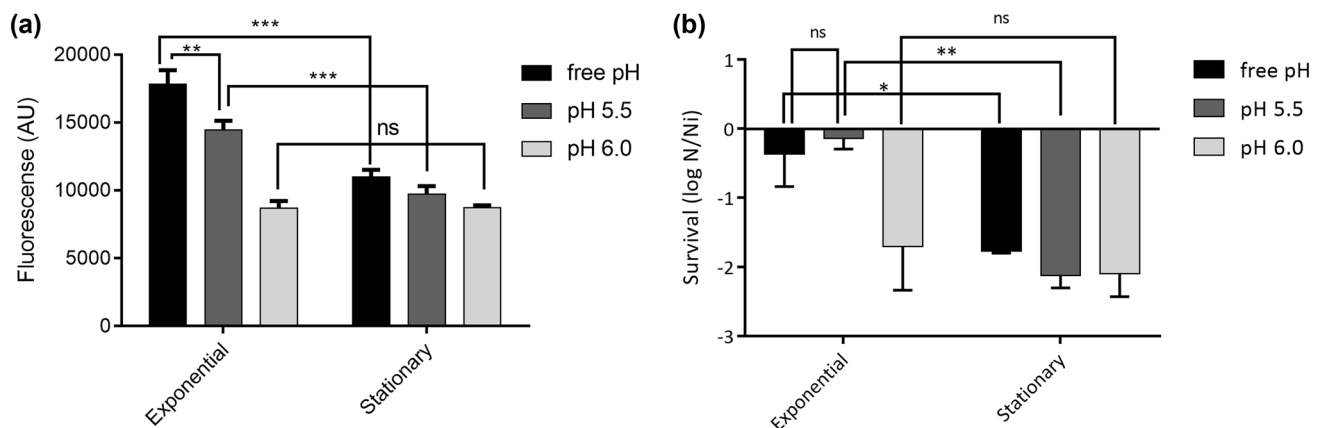 (a)
***
**
***
ns
20000
15000
10000
5000
0
Fluorescense (AU)
Exponential
Stationary
free pH
pH 5.5
pH 6.0
(b)
ns
ns
**
*
1
0
-1
-2
-3
Survival (log N/Ni)
Exponential
Stationary
free pH
pH 5.5
pH 6.0